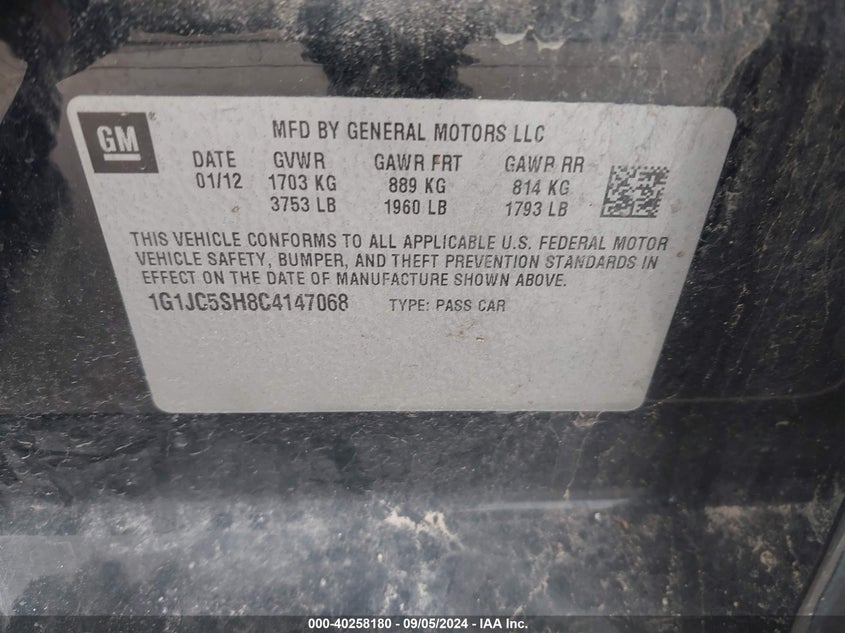 GM
MFD BY GENERAL MOTORS LLC
DATE GVWR GAWR FRT GAWR RR
01/12 1703 KG 889 KG 814 KG
3753 LB 1960 LB 1793 LB
THIS VEHICLE CONFORMS TO ALL APPLICABLE U.S. FEDERAL MOTOR
VEHICLE SAFETY, BUMPER, AND THEFT PREVENTION STANDARDS IN
EFFECT ON THE DATE OF MANUFACTURE SHOWN ABOVE.
1G1JC5SH8C4147068 TYPE: PASS CAR
000-40258180 - 09/05/2024 - IAA Inc.